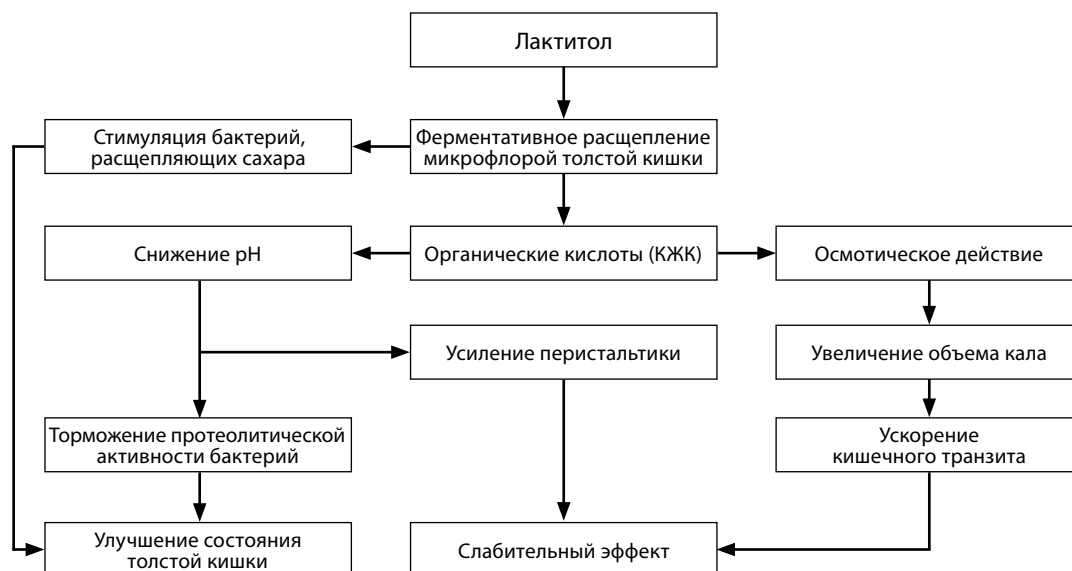 Лактитол
Стимуляция бактерий,
расщепляющих сахара
Ферментативное расщепление
микрофлорой толстой кишки
Снижение pH
Органические кислоты (КЖК)
Осмотическое действие
Усиление перистальтики
Увеличение объема кала
Торможение протеолитической
активности бактерий
Ускорение
кишечного транзита
Улучшение состояния
толстой кишки
Слабительный эффект